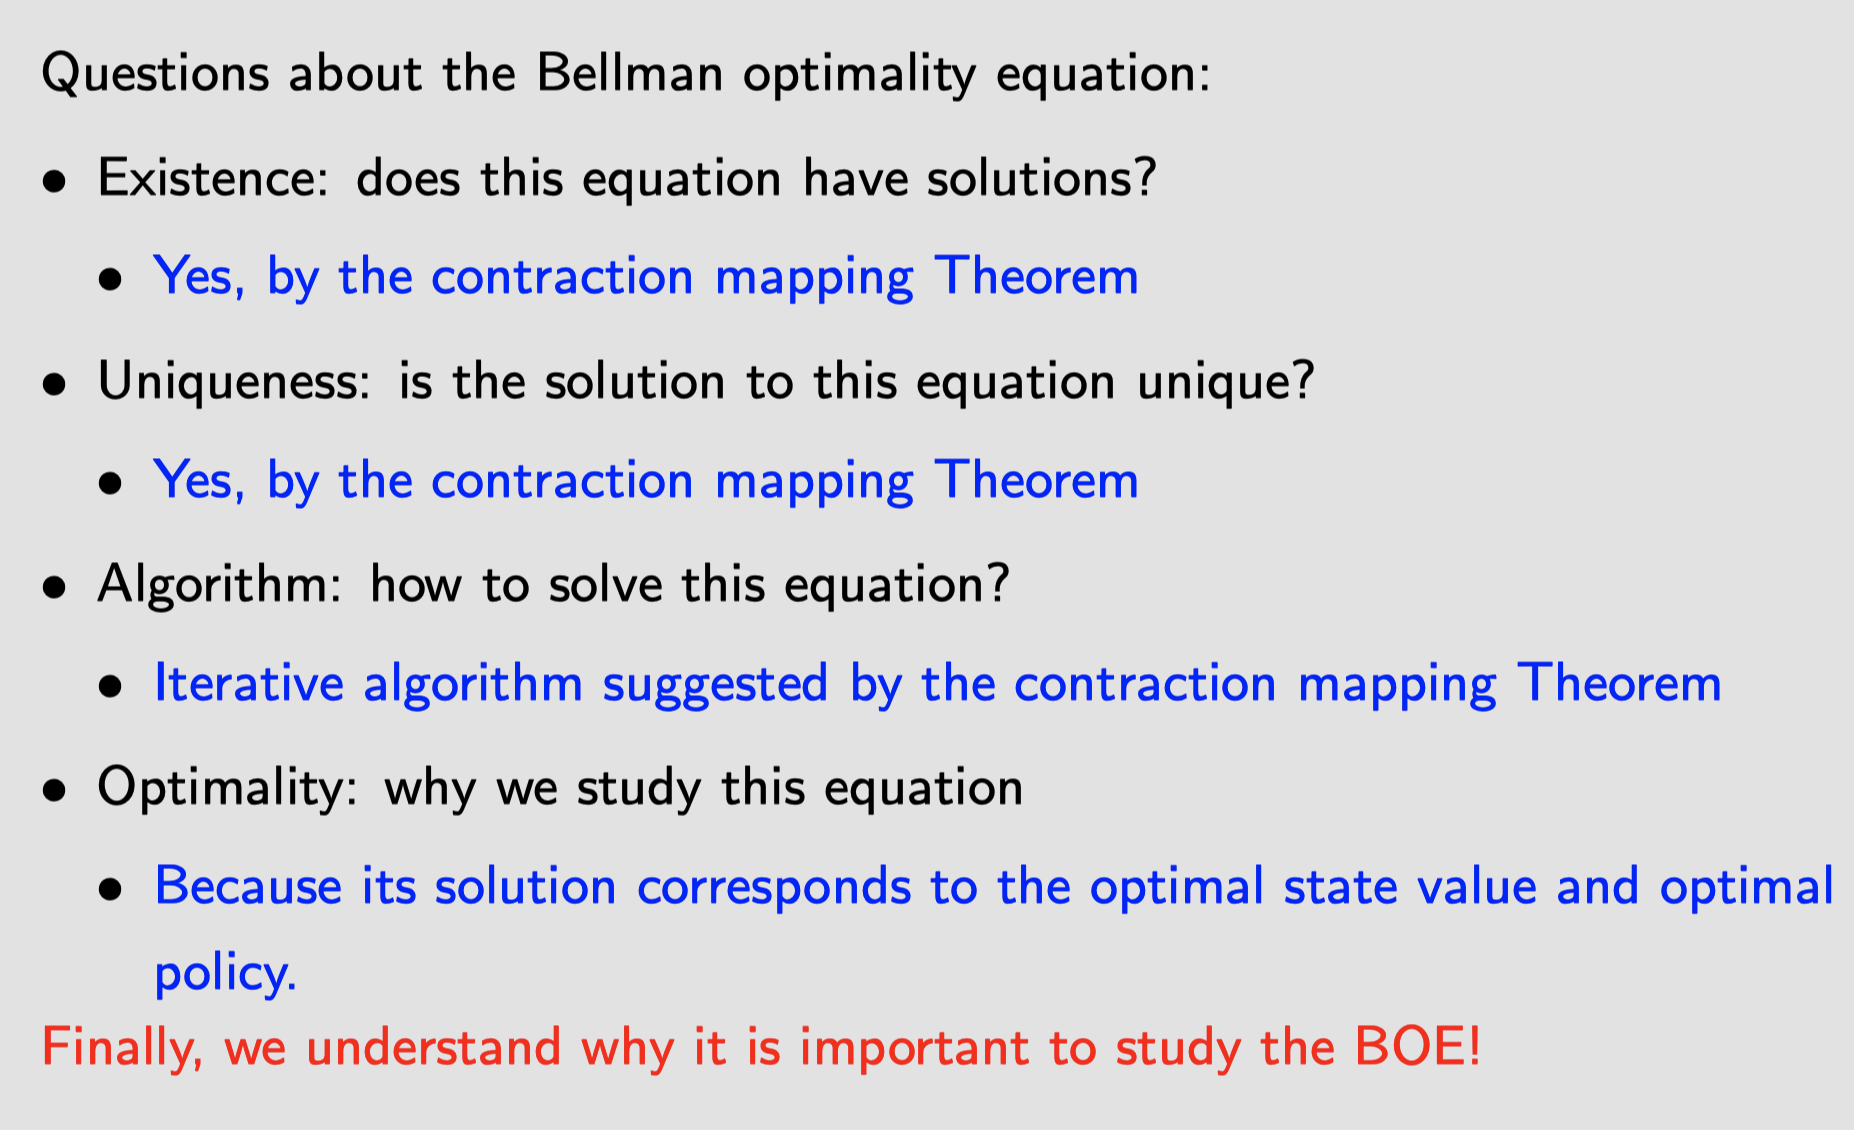 Questions about the Bellman optimality equation:
• Existence: does this equation have solutions?
• Yes, by the contraction mapping Theorem
• Uniqueness: is the solution to this equation unique?
• Yes, by the contraction mapping Theorem
• Algorithm: how to solve this equation?
• Iterative algorithm suggested by the contraction mapping Theorem
• Optimality: why we study this equation
• Because its solution corresponds to the optimal state value and optimal
policy.
Finally, we understand why it is important to study the BOE!